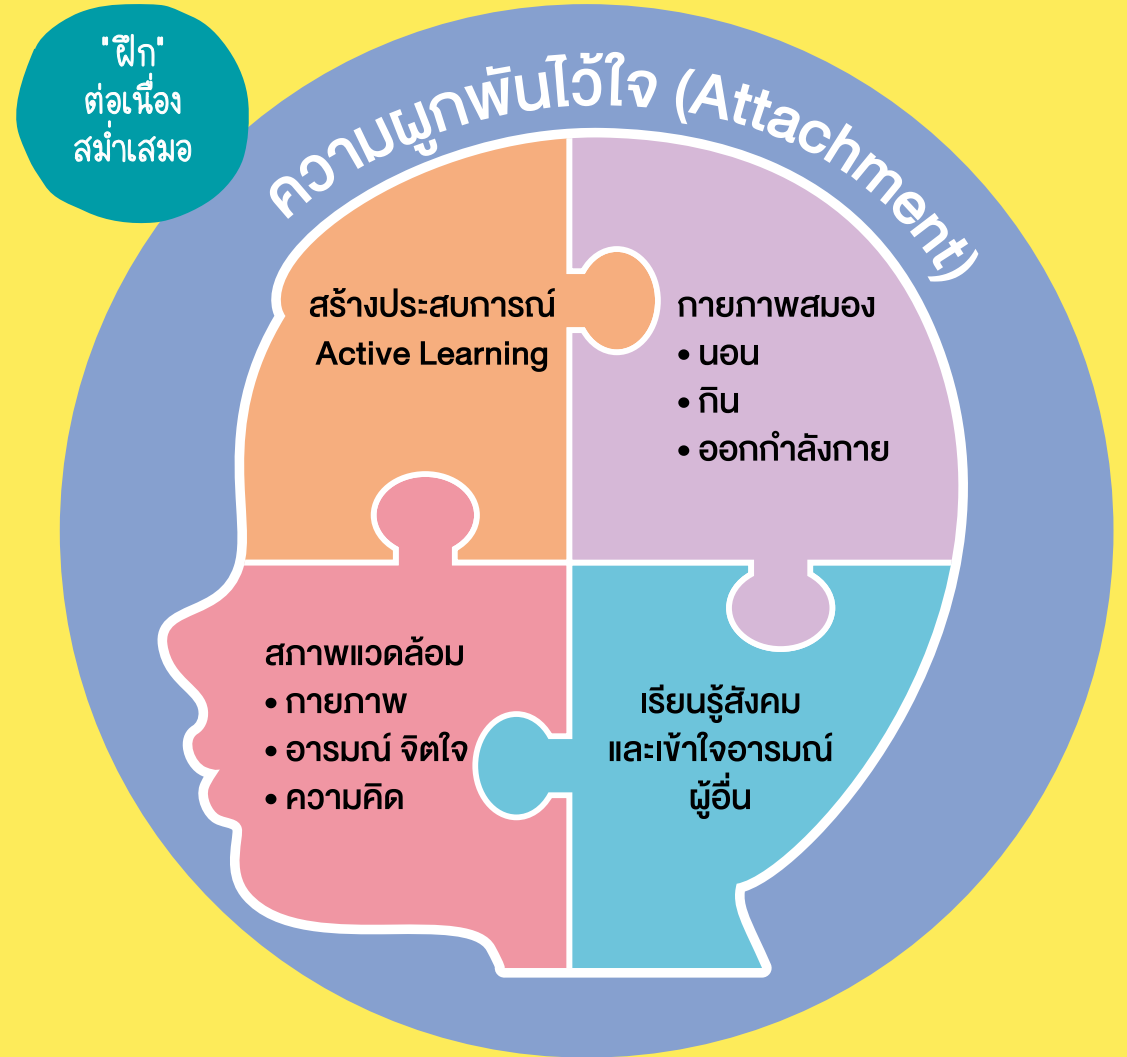 "ฝึก"
ต่อเนื่อง
สม่ำเสมอ
ความผูกพันไว้ใจ (Attachment)
สร้างประสบการณ์
Active Learning
กายภาพสมอง
• นอน
• กิน
• ออกกำลังกาย
สภาพแวดล้อม
• กายภาพ
• อารมณ์ จิตใจ
• ความคิด
เรียนรู้สังคม
และเข้าใจอารมณ์
ผู้อื่น